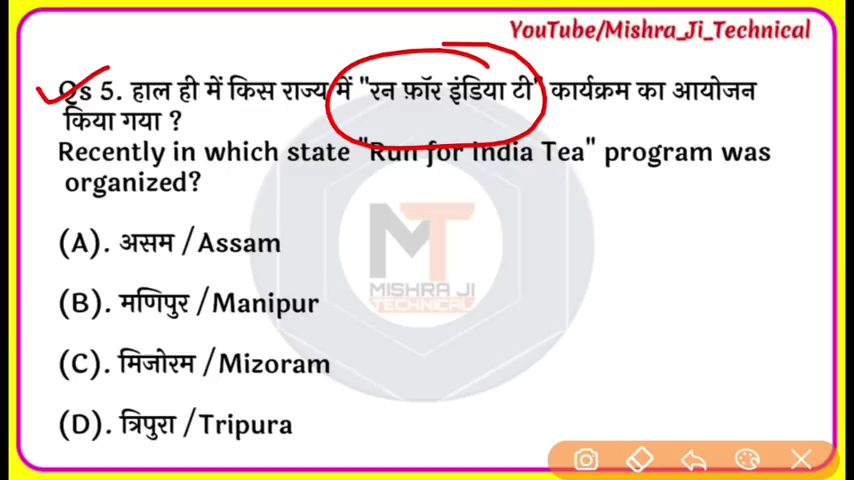 YouTube/Mishra_Ji_Technical
Qs 5. हाल ही में किस राज्य में "रन फ़ॉर इंडिया टी" कार्यक्रम का आयोजन
किया गया ?
Recently in which state "Run for India Tea" program was
organized?
(A). असम /Assam
MT
(B). मणिपुर /Manipur
MISHRA JI
TECHNICAL
(C). मिजोरम /Mizoram
(D). त्रिपुरा /Tripura